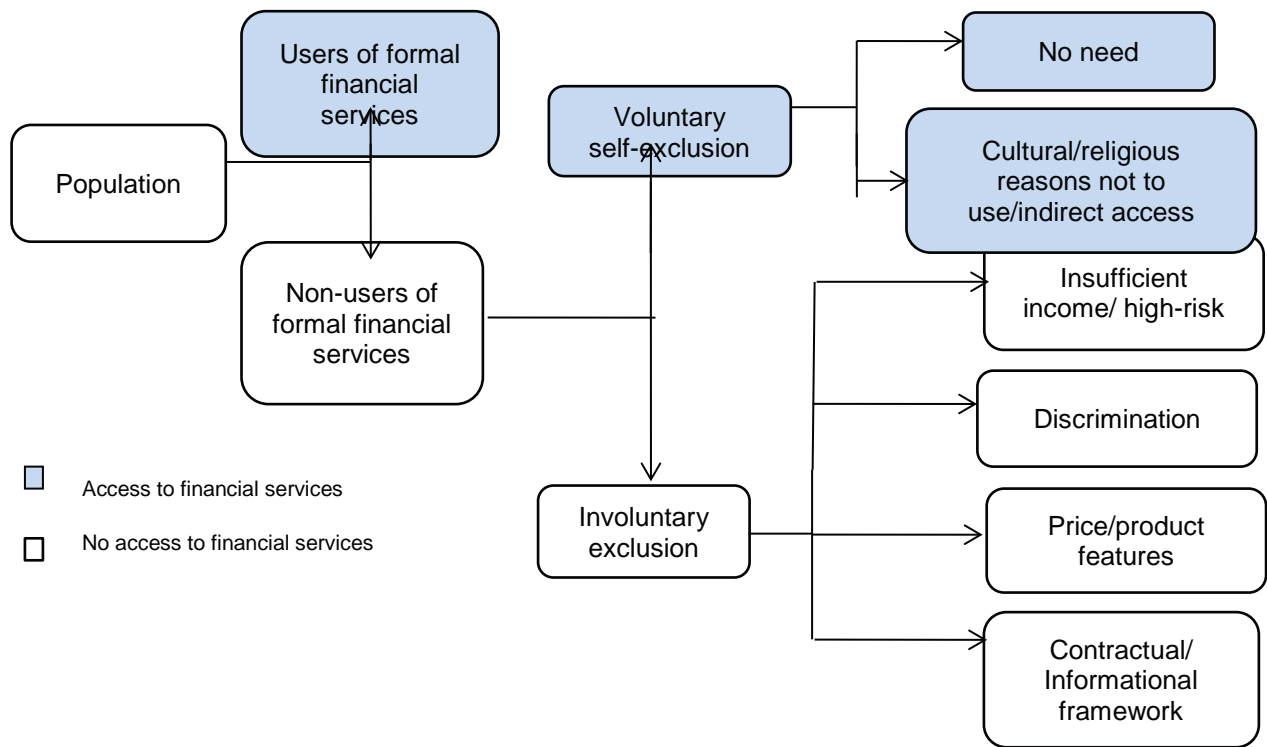 Population
Users of formal
financial
services
Non-users of
formal financial
services
Voluntary
self-exclusion
Involuntary
exclusion
No need
Cultural/religious
reasons not to
use/indirect access
Insufficient
income/ high-risk
Discrimination
Price/product
features
Contractual/
Informational
framework
Access to financial services
No access to financial services